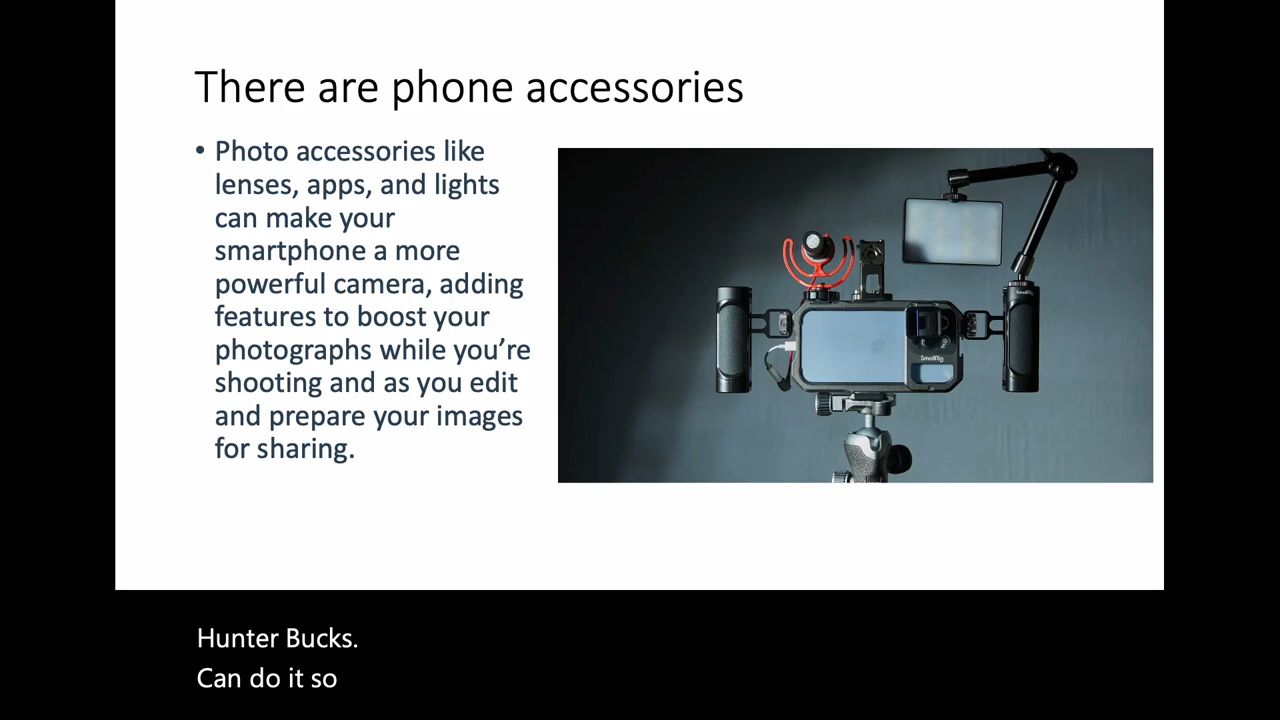 There are phone accessories
• Photo accessories like
lenses, apps, and lights
can make your
smartphone a more
powerful camera, adding
features to boost your
photographs while you’re
shooting and as you edit
and prepare your images
for sharing.
SmallRig
SmallRig
Hunter Bucks.
Can do it so